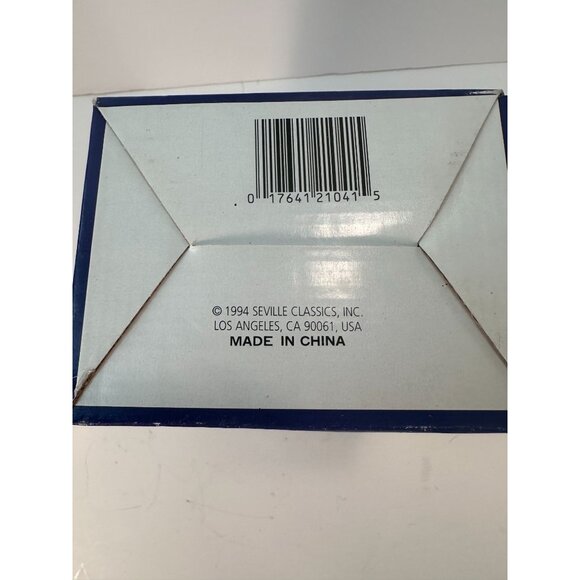 0 17641 21041 5
© 1994 SEVILLE CLASSICS, INC.
LOS ANGELES, CA 90061, USA
MADE IN CHINA